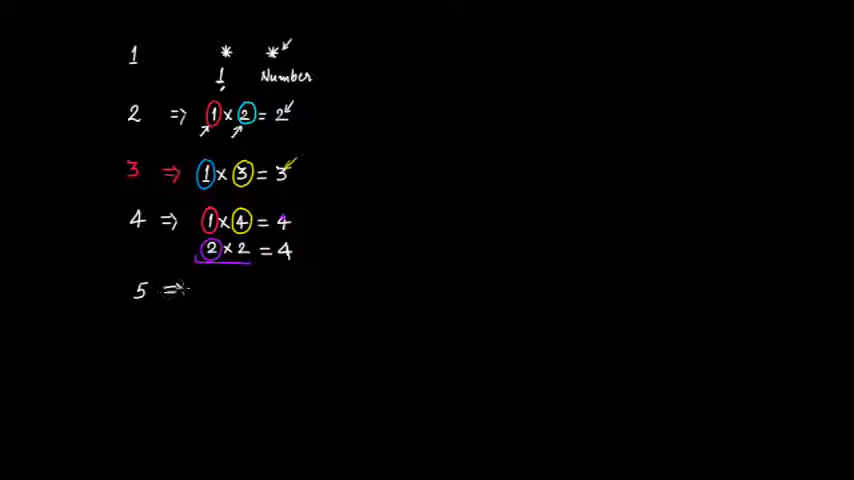 1 * *
1 Number
2 ⇒ 1 × 2 = 2
3 ⇒ 1 × 3 = 3
4 ⇒ 1 × 4 = 4
2 × 2 = 4
5 ⇒